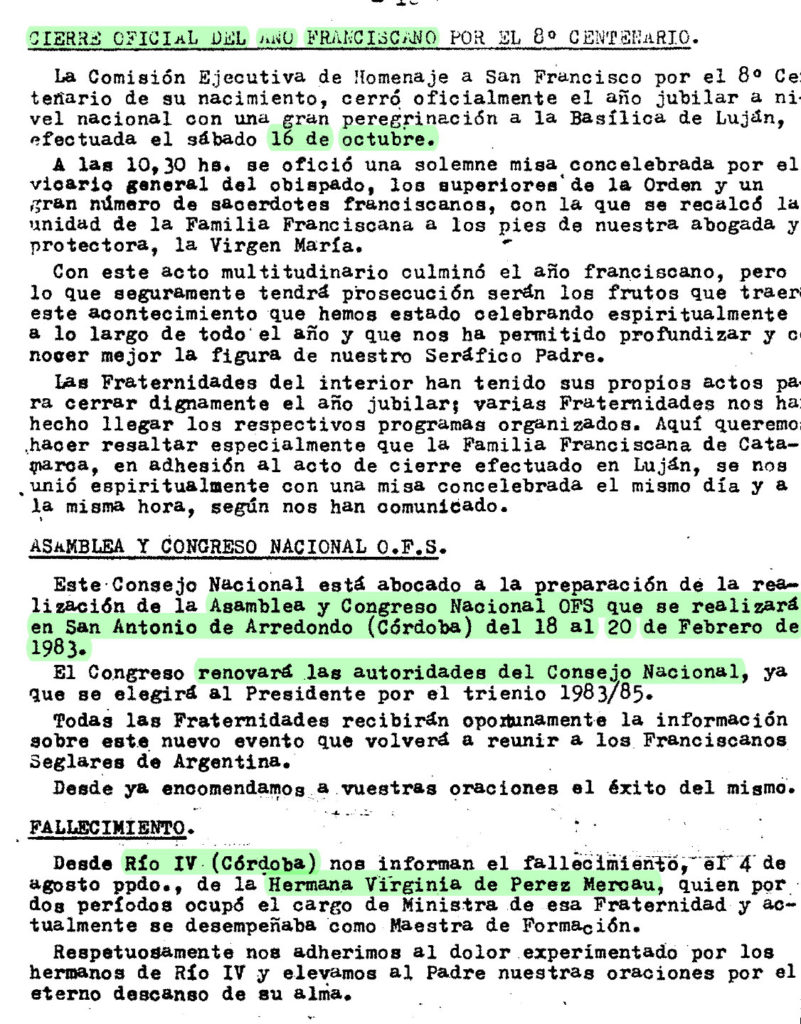 CIERRE OFICIAL DEL AÑO FRANCISCANO POR EL 8º CENTENARIO.
La Comisión Ejecutiva de Homenaje a San Francisco por el 8º Ce
tenario de su nacimiento, cerró oficialmente el año jubilar a ni
vel nacional con una gran peregrinación a la Basílica de Luján,
efectuada el sábado 16 de octubre.
A las 10,30 hs. se ofició una solemne misa concelebrada por el
vicario general del obispado, los superiores de la Orden y un
gran número de sacerdotes franciscanos, con la que se recalcó la
unidad de la Familia Franciscana a los pies de nuestra abogada y
protectora, la Virgen María.
Con este acto multitudinario culminó el año franciscano, pero
lo que seguramente tendrá prosecución serán los frutos que traer
este acontecimiento que hemos estado celebrando espiritualmente
a lo largo de todo el año y que nos ha permitido profundizar y c
nocer mejor la figura de nuestro Seráfico Padre.
Las Fraternidades del interior han tenido sus propios actos pa-
ra cerrar dignamente el año jubilar; varias Fraternidades nos ha
hecho llegar los respectivos programas organizados. Aquí queremo
hacer resaltar especialmente que la Familia Franciscana de Cata-
marca, en adhesión al acto de cierre efectuado en Luján, se nos
unió espiritualmente con una misa concelebrada el mismo día y a
la misma hora, según nos han comunicado.
ASAMBLEA Y CONGRESO NACIONAL O.F.S.
Este Consejo Nacional está abocado a la preparación de la rea-
lización de la Asamblea y Congreso Nacional OFS que se realizará
en San Antonio de Arredondo (Córdoba) del 18 al 20 de Febrero de
1983.
El Congreso renovará las autoridades del Consejo Nacional, ya
que se elegirá al Presidente por el trienio 1983/85.
Todas las Fraternidades recibirán oportunamente la información
sobre este nuevo evento que volverá a reunir a los Franciscanos
Seglares de Argentina.
Desde ya encomendamos a vuestras oraciones el éxito del mismo.
FALLECIMIENTO.
Desde Río IV (Córdoba) nos informan el fallecimiento, el 4 de
agosto ppdo., de la Hermana Virginia de Perez Mercau, quien por
dos períodos ocupó el cargo de Ministra de esa Fraternidad y ac-
tualmente se desempeñaba como Maestra de Formación.
Respetuosamente nos adherimos al dolor experimentado por los
hermanos de Río IV y elevamos al Padre nuestras oraciones por el
eterno descanso de su alma.